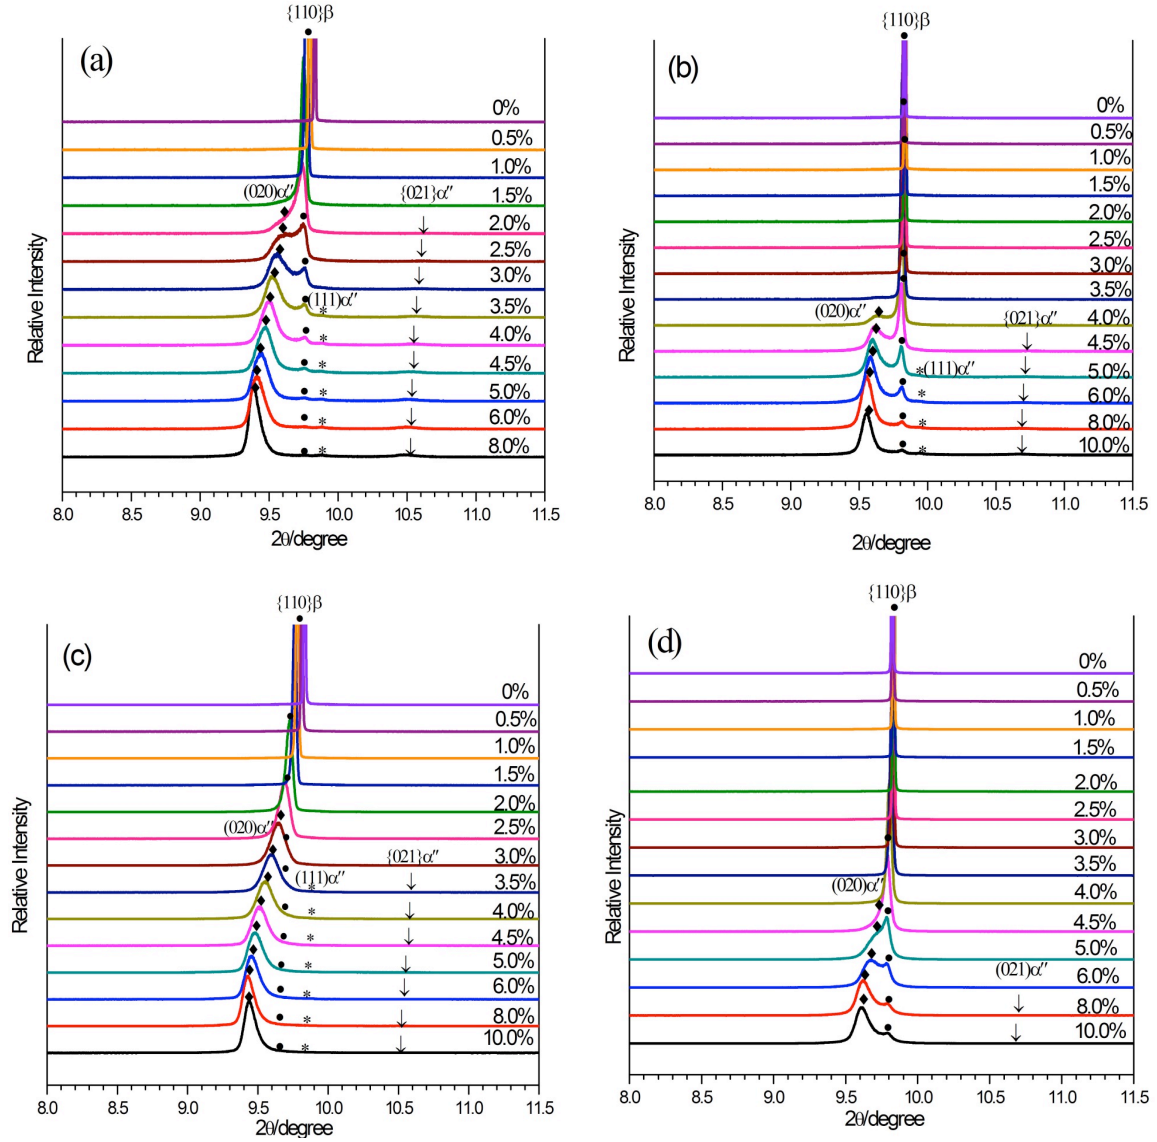 {110}β
(a)
0%
0.5%
1.0%
1.5%
(020)α″
{021}α″
2.0%
2.5%
3.0%
(111)α″
3.5%
4.0%
4.5%
5.0%
6.0%
8.0%
Relative Intensity
8.0 8.5 9.0 9.5 10.0 10.5 11.0 11.5
2θ/degree
{110}β
(b)
0%
0.5%
1.0%
1.5%
2.0%
2.5%
3.0%
3.5%
(020)α″
{021}α″
4.0%
4.5%
*(111)α″
5.0%
6.0%
8.0%
10.0%
Relative Intensity
8.0 8.5 9.0 9.5 10.0 10.5 11.0 11.5
2θ/degree
{110}β
(c)
0%
0.5%
1.0%
1.5%
2.0%
(020)α″
2.5%
3.0%
{021}α″
(111)α″
3.5%
4.0%
4.5%
5.0%
6.0%
8.0%
10.0%
Relative Intensity
8.0 8.5 9.0 9.5 10.0 10.5 11.0 11.5
2θ/degree
{110}β
(d)
0%
0.5%
1.0%
1.5%
2.0%
2.5%
3.0%
3.5%
(020)α″
4.0%
4.5%
5.0%
(021)α″
6.0%
8.0%
10.0%
Relative Intensity
8.0 8.5 9.0 9.5 10.0 10.5 11.0 11.5
2θ/degree